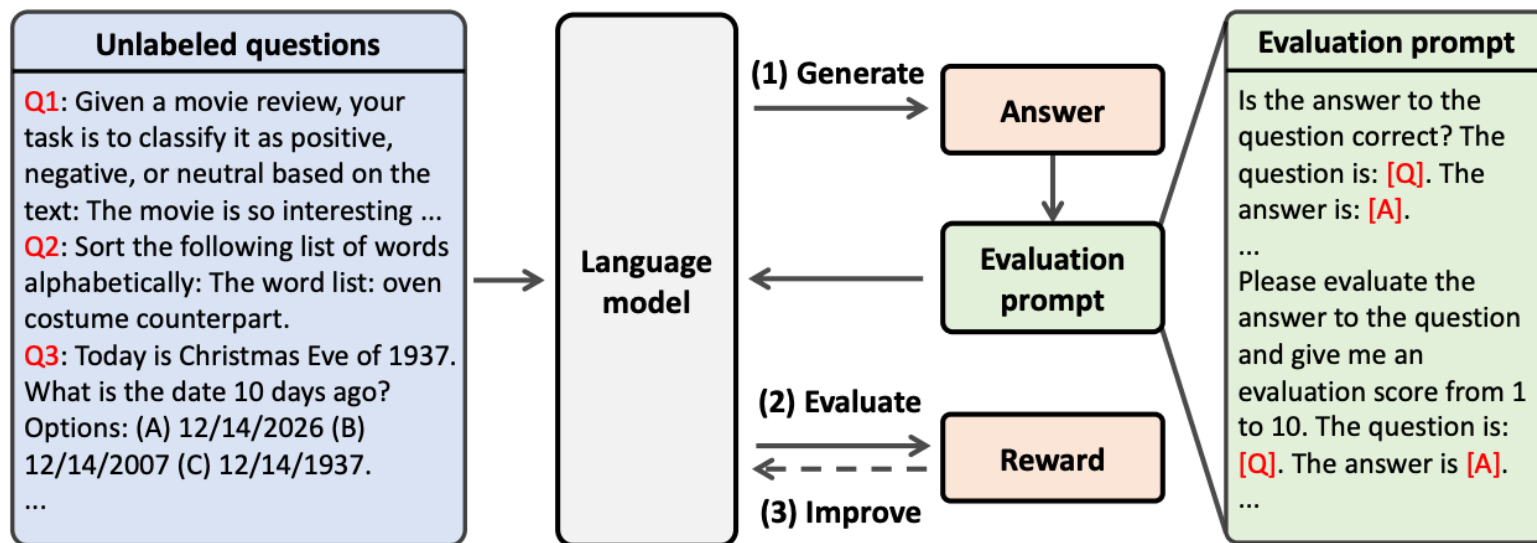 Unlabeled questions
Q1: Given a movie review, your
task is to classify it as positive,
negative, or neutral based on the
text: The movie is so interesting ...
Q2: Sort the following list of words
alphabetically: The word list: oven
costume counterpart.
Q3: Today is Christmas Eve of 1937.
What is the date 10 days ago?
Options: (A) 12/14/2026 (B)
12/14/2007 (C) 12/14/1937.
...
Language
model
(1) Generate
Answer
Evaluation
prompt
(2) Evaluate
Reward
(3) Improve
Evaluation prompt
Is the answer to the
question correct? The
question is: [Q]. The
answer is: [A].
...
Please evaluate the
answer to the question
and give me an
evaluation score from 1
to 10. The question is:
[Q]. The answer is [A].
...